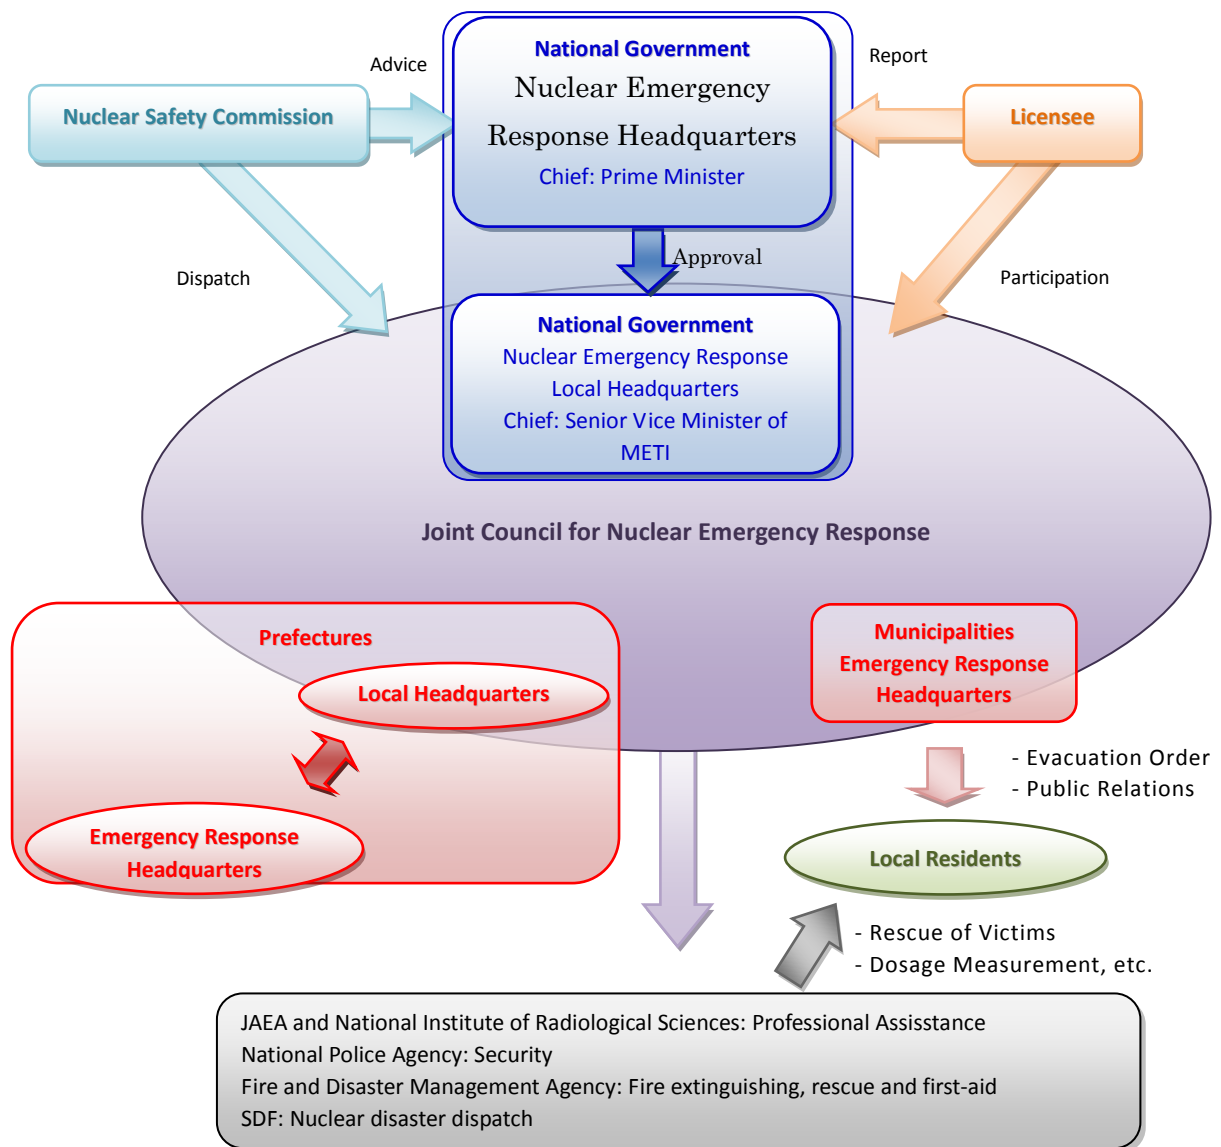 National Government
Nuclear Emergency
Response Headquarters
Chief: Prime Minister
Advice
Report
Nuclear Safety Commission
Licensee
Approval
Dispatch
Participation
National Government
Nuclear Emergency Response
Local Headquarters
Chief: Senior Vice Minister of
METI
Joint Council for Nuclear Emergency Response
Prefectures
Local Headquarters
Emergency Response
Headquarters
Municipalities
Emergency Response
Headquarters
- Evacuation Order
- Public Relations
Local Residents
- Rescue of Victims
- Dosage Measurement, etc.
JAEA and National Institute of Radiological Sciences: Professional Assisstance
National Police Agency: Security
Fire and Disaster Management Agency: Fire extinguishing, rescue and first-aid
SDF: Nuclear disaster dispatch